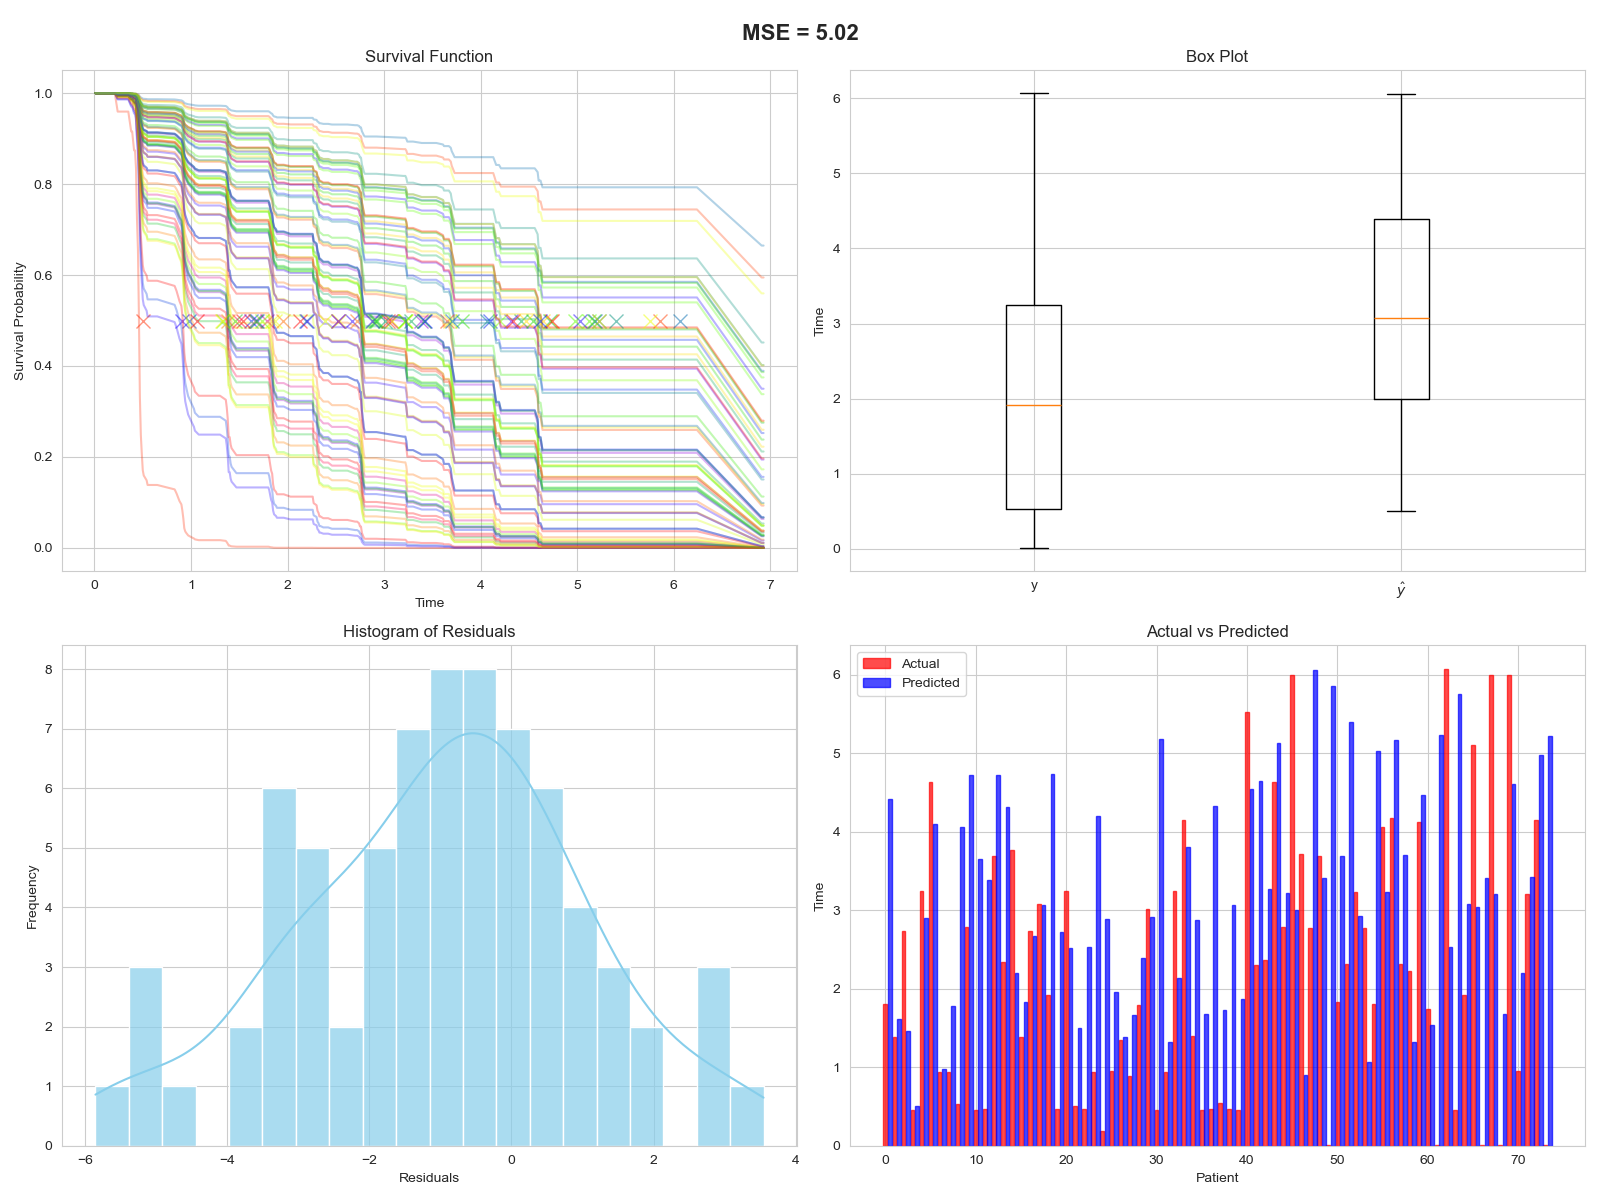 MSE = 5.02
Survival Function
Survival Probability
1.0
0.8
0.6
0.4
0.2
0.0
0 1 2 3 4 5 6 7
Time
Box Plot
Time
6
5
4
3
2
1
0
y ŷ
Histogram of Residuals
Frequency
8
7
6
5
4
3
2
1
0
−6 −4 −2 0 2 4
Residuals
Actual vs Predicted
Actual
Predicted
Time
6
5
4
3
2
1
0
0 10 20 30 40 50 60 70
Patient